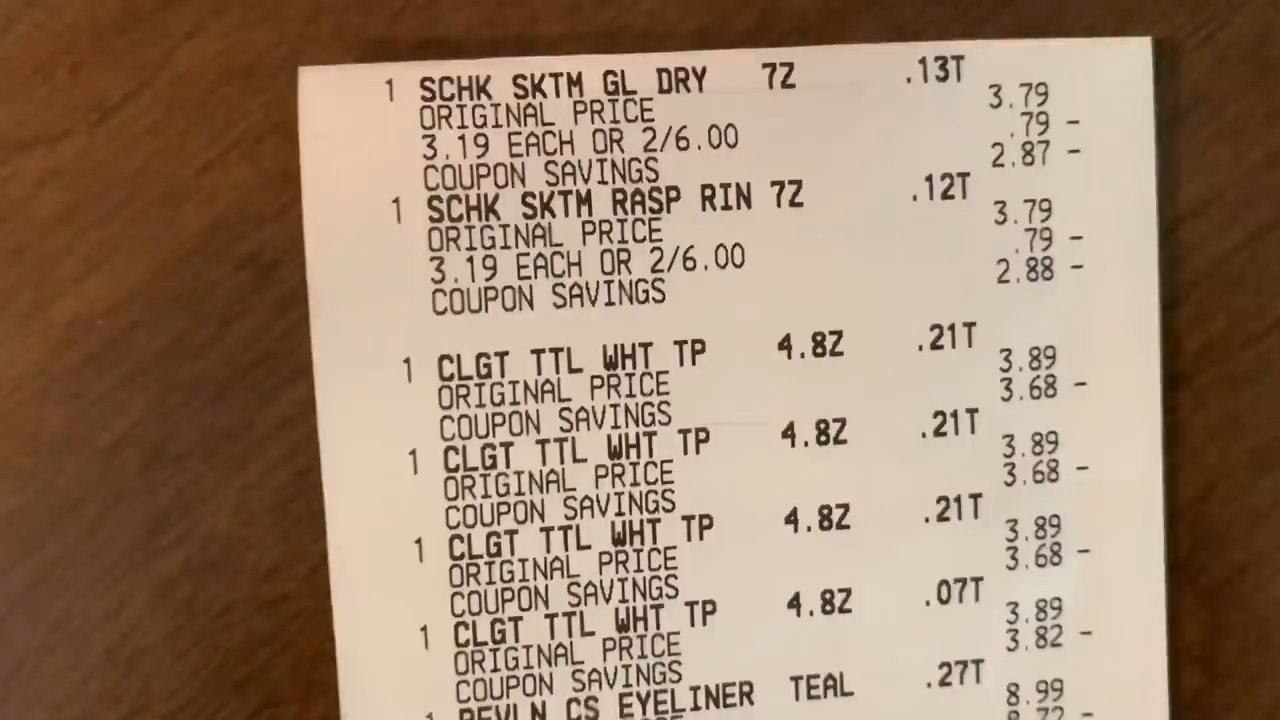 1 SCHK SKTM GL DRY 7Z .13T
ORIGINAL PRICE 3.79
3.19 EACH OR 2/6.00 .79 -
COUPON SAVINGS 2.87 -
1 SCHK SKTM RASP RIN 7Z .12T
ORIGINAL PRICE 3.79
3.19 EACH OR 2/6.00 .79 -
COUPON SAVINGS 2.88 -
1 CLGT TTL WHT TP 4.8Z .21T
ORIGINAL PRICE 3.89
COUPON SAVINGS 3.68 -
1 CLGT TTL WHT TP 4.8Z .21T
ORIGINAL PRICE 3.89
COUPON SAVINGS 3.68 -
1 CLGT TTL WHT TP 4.8Z .21T
ORIGINAL PRICE 3.89
COUPON SAVINGS 3.68 -
1 CLGT TTL WHT TP 4.8Z .07T
ORIGINAL PRICE 3.89
COUPON SAVINGS 3.82 -
1 REVLN CS EYELINER TEAL .27T
8.99
8.72 -